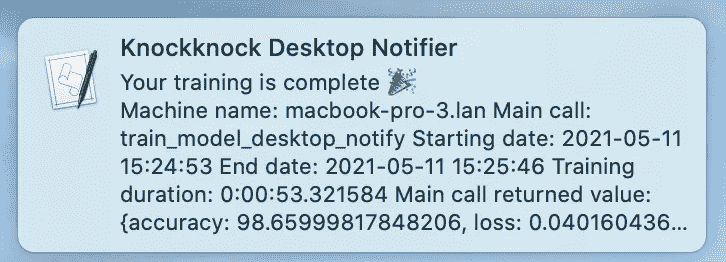 Knockknock Desktop Notifier
Your training is complete 🎉
Machine name: macbook-pro-3.lan Main call:
train_model_desktop_notify Starting date: 2021-05-11
15:24:53 End date: 2021-05-11 15:25:46 Training
duration: 0:00:53.321584 Main call returned value:
{accuracy: 98.65999817848206, loss: 0.040160436...